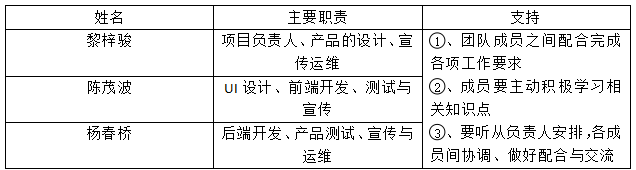 姓名 主要职责 支持
黎梓骏
项目负责人、产品的设计、宣
传运维
陈茂波
UI 设计、前端开发、测试与
宣传
杨春桥
后端开发、产品测试、宣传与
运维
①、团队成员之间配合完成
各项工作要求
②、成员要主动积极学习相
关知识点
③、要听从负责人安排,各成
员间协调、做好配合与交流